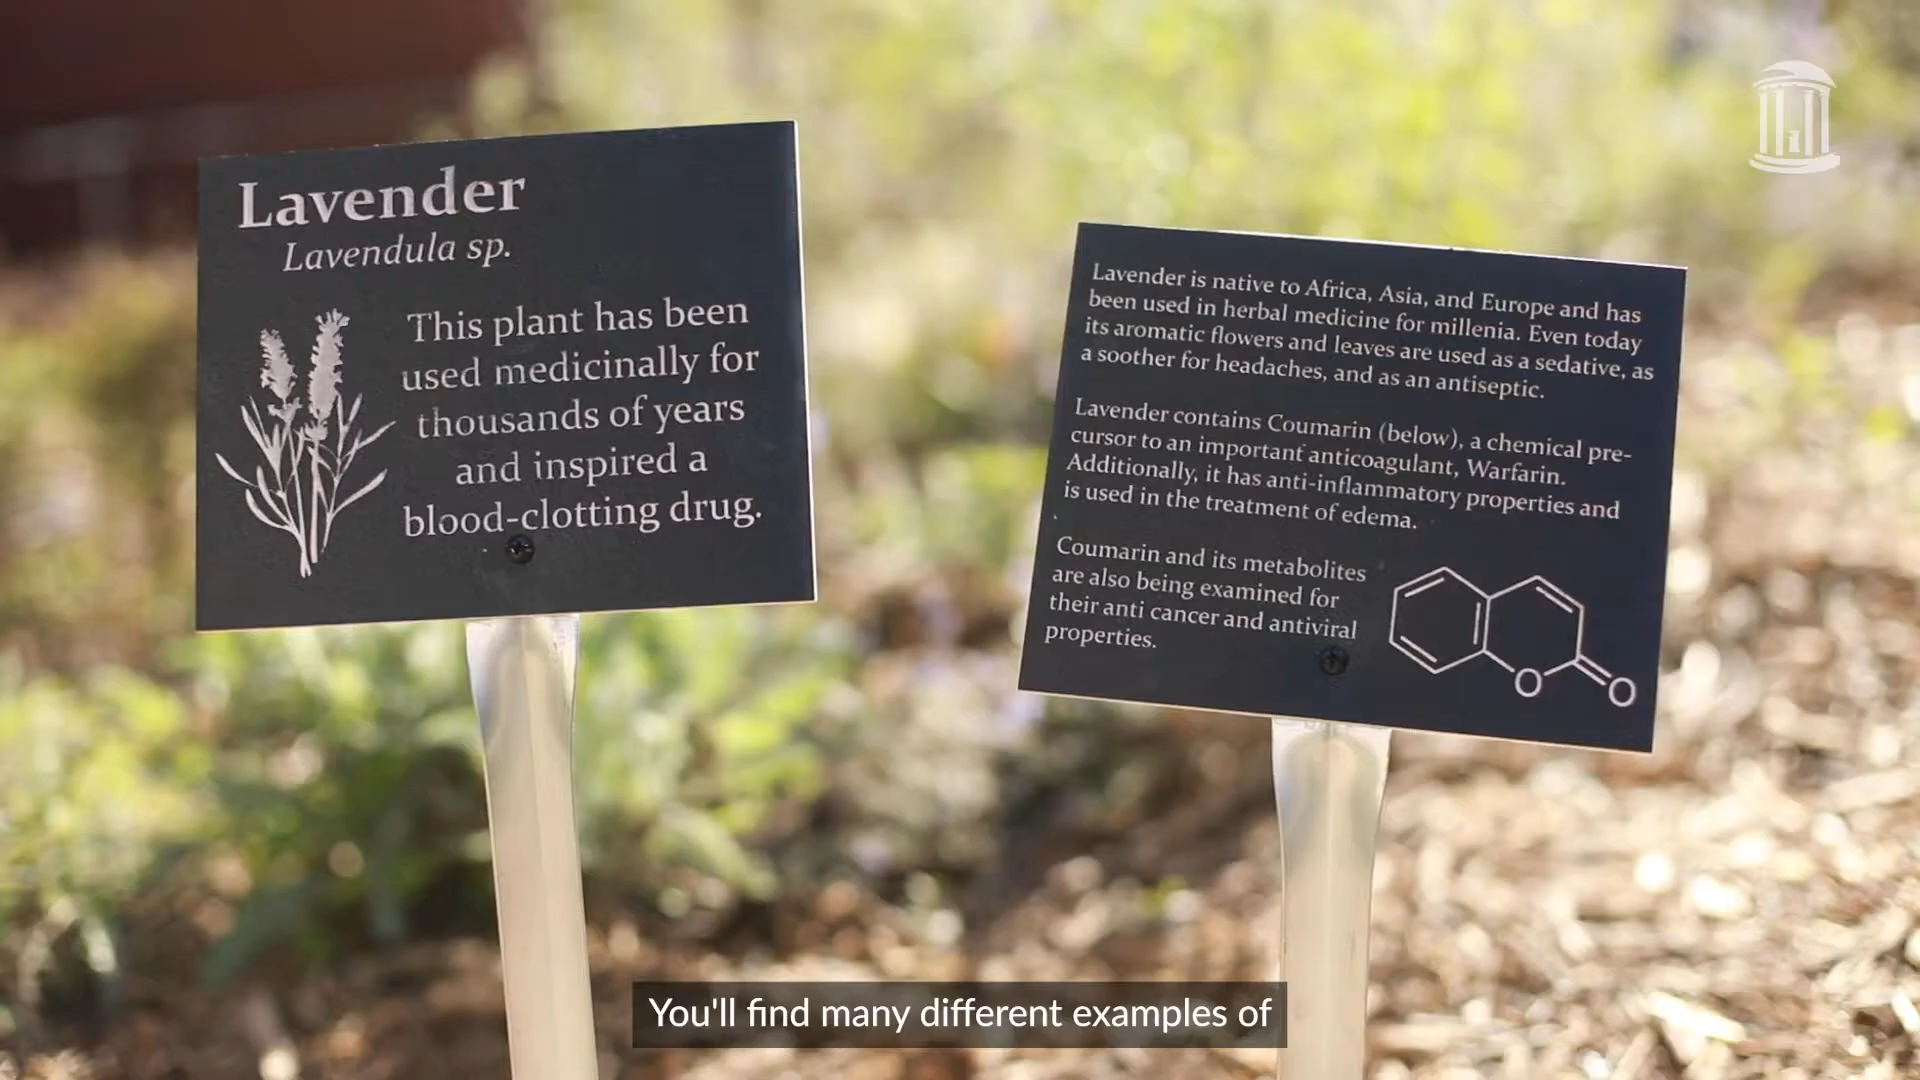 Lavender
Lavendula sp.
This plant has been
used medicinally for
thousands of years
and inspired a
blood-clotting drug.
Lavender is native to Africa, Asia, and Europe and has
been used in herbal medicine for millenia. Even today
its aromatic flowers and leaves are used as a sedative, as
a soother for headaches, and as an antiseptic.
Lavender contains Coumarin (below), a chemical pre-
cursor to an important anticoagulant, Warfarin.
Additionally, it has anti-inflammatory properties and
is used in the treatment of edema.
Coumarin and its metabolites
are also being examined for
their anti cancer and antiviral
properties.
O
O
You'll find many different examples of